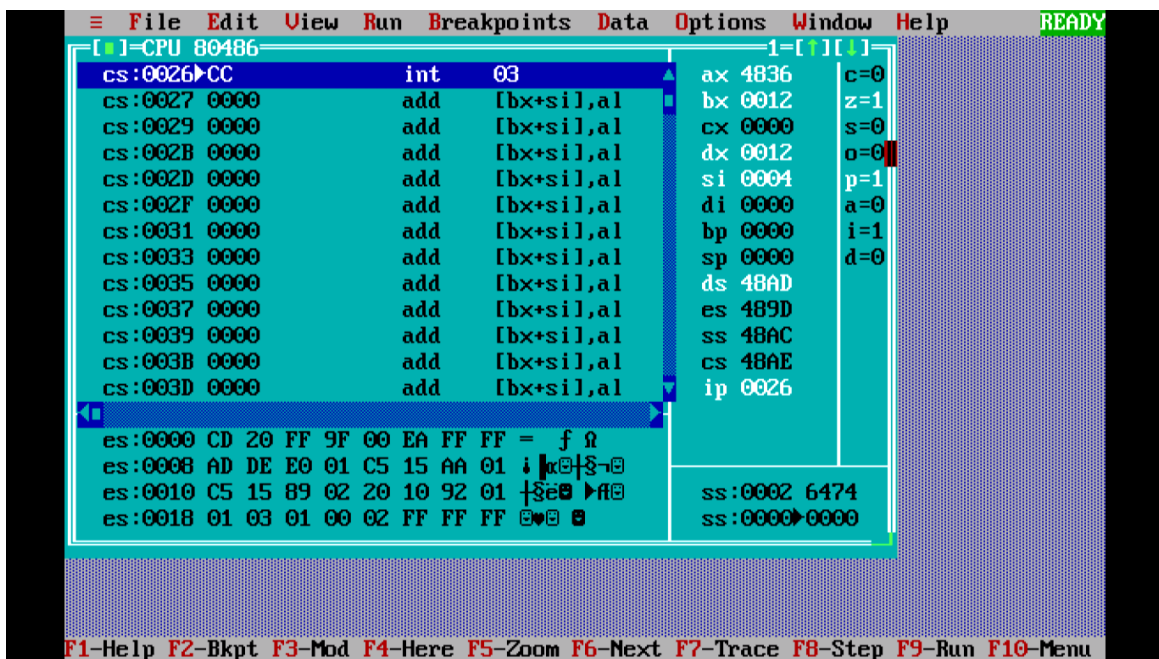 ≡ File Edit View Run Breakpoints Data Options Window Help READY
[■]=CPU 80486 1=[↑][↓]
cs:0026►CC int 03 ax 4836 c=0
cs:0027 0000 add [bx+si],al bx 0012 z=1
cs:0029 0000 add [bx+si],al cx 0000 s=0
cs:002B 0000 add [bx+si],al dx 0012 o=0
cs:002D 0000 add [bx+si],al si 0004 p=1
cs:002F 0000 add [bx+si],al di 0000 a=0
cs:0031 0000 add [bx+si],al bp 0000 i=1
cs:0033 0000 add [bx+si],al sp 0000 d=0
cs:0035 0000 add [bx+si],al ds 48AD
cs:0037 0000 add [bx+si],al es 489D
cs:0039 0000 add [bx+si],al ss 48AC
cs:003B 0000 add [bx+si],al cs 48AE
cs:003D 0000 add [bx+si],al ip 0026
es:0000 CD 20 FF 9F 00 EA FF FF = ƒ Ω
es:0008 AD DE E0 01 C5 15 AA 01 ¡▐α☺┼§¬☺
es:0010 C5 15 89 02 20 10 92 01 ┼§ë☻ ►Æ☺ ss:0002 6474
es:0018 01 03 01 00 02 FF FF FF ☺♥☺ ☻ ss:0000►0000
F1-Help F2-Bkpt F3-Mod F4-Here F5-Zoom F6-Next F7-Trace F8-Step F9-Run F10-Menu